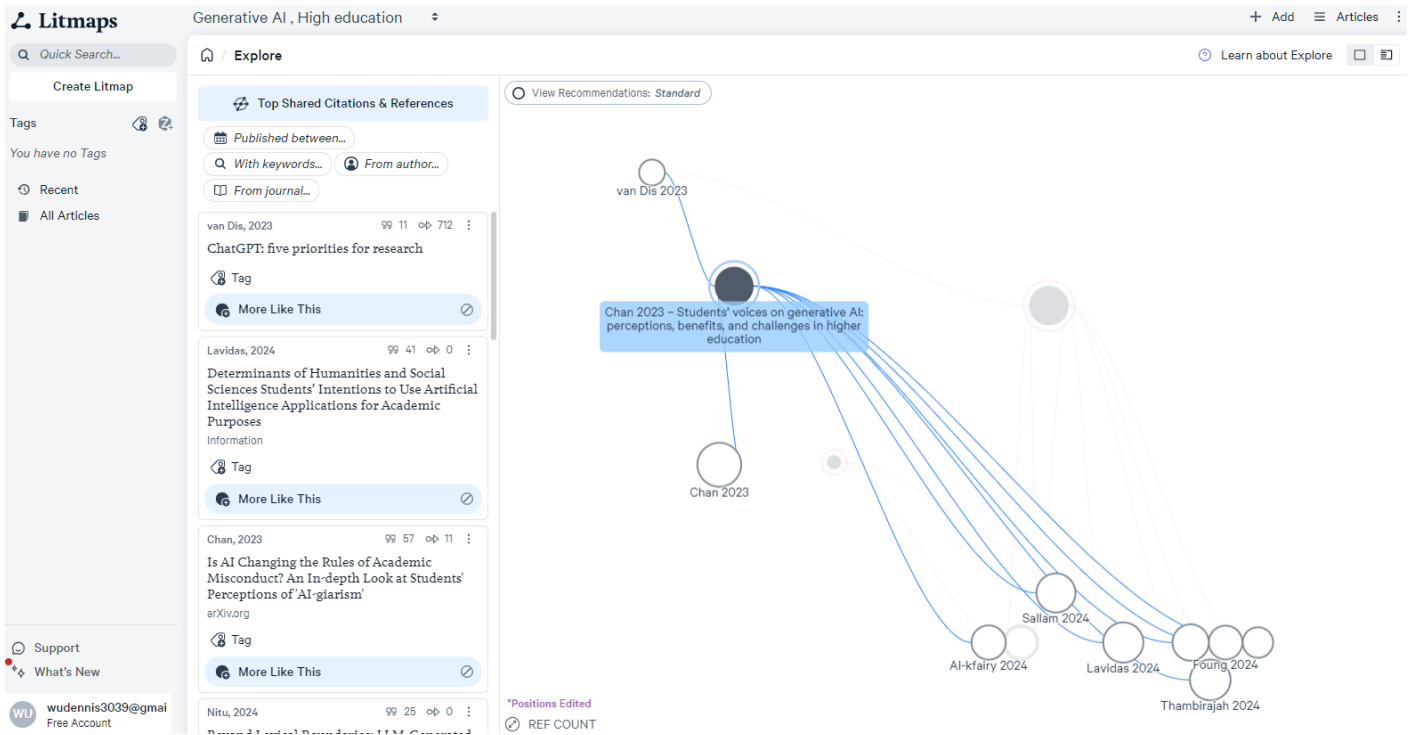 Litmaps
Generative AI , High education
Add
Articles
Quick Search...
Create Litmap
Tags
You have no Tags
Recent
All Articles
Support
What's New
WU
wudennis3039@gmai
Free Account
/ Explore
Learn about Explore
Top Shared Citations & References
Published between...
With keywords...
From author...
From journal...
van Dis, 2023
11
712
ChatGPT: five priorities for research
Tag
More Like This
Lavidas, 2024
41
0
Determinants of Humanities and Social
Sciences Students' Intentions to Use Artificial
Intelligence Applications for Academic
Purposes
Information
Tag
More Like This
Chan, 2023
57
11
Is AI Changing the Rules of Academic
Misconduct? An In-depth Look at Students'
Perceptions of 'AI-giarism'
arXiv.org
Tag
More Like This
Nitu, 2024
25
0
Beyond Lexical Boundaries: LLM-Generated
View Recommendations: Standard
van Dis 2023
Chan 2023 – Students' voices on generative AI:
perceptions, benefits, and challenges in higher
education
Chan 2023
Sallam 2024
Al-kfairy 2024
Lavidas 2024
Foung 2024
Thambirajah 2024
*Positions Edited
REF COUNT